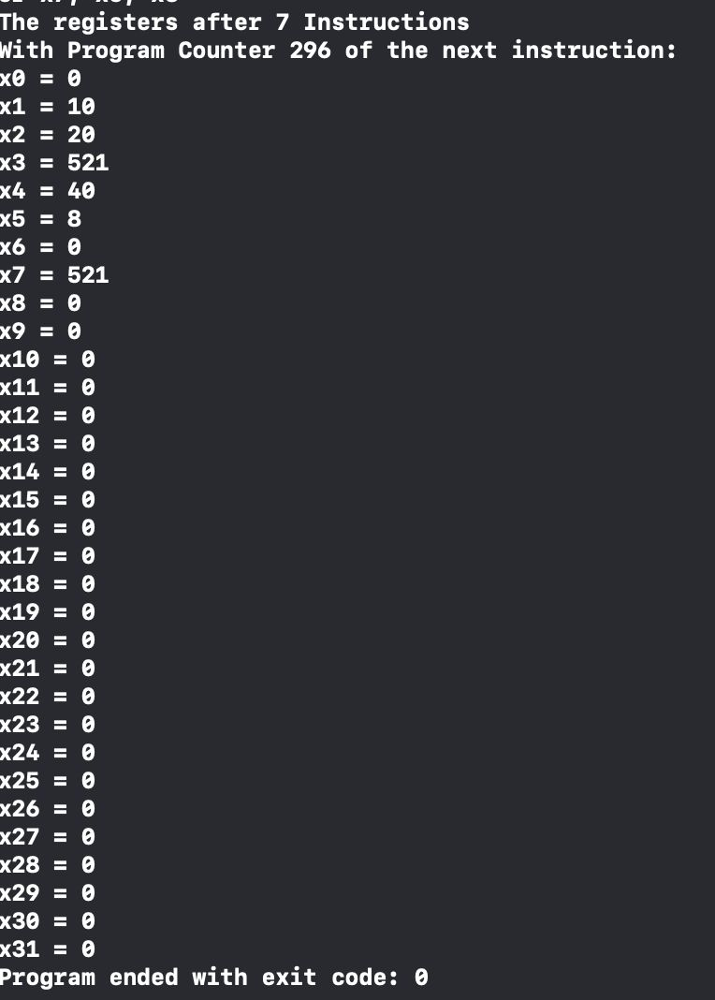 The registers after 7 Instructions
With Program Counter 296 of the next instruction:
x0 = 0
x1 = 10
x2 = 20
x3 = 521
x4 = 40
x5 = 8
x6 = 0
x7 = 521
x8 = 0
x9 = 0
x10 = 0
x11 = 0
x12 = 0
x13 = 0
x14 = 0
x15 = 0
x16 = 0
x17 = 0
x18 = 0
x19 = 0
x20 = 0
x21 = 0
x22 = 0
x23 = 0
x24 = 0
x25 = 0
x26 = 0
x27 = 0
x28 = 0
x29 = 0
x30 = 0
x31 = 0
Program ended with exit code: 0